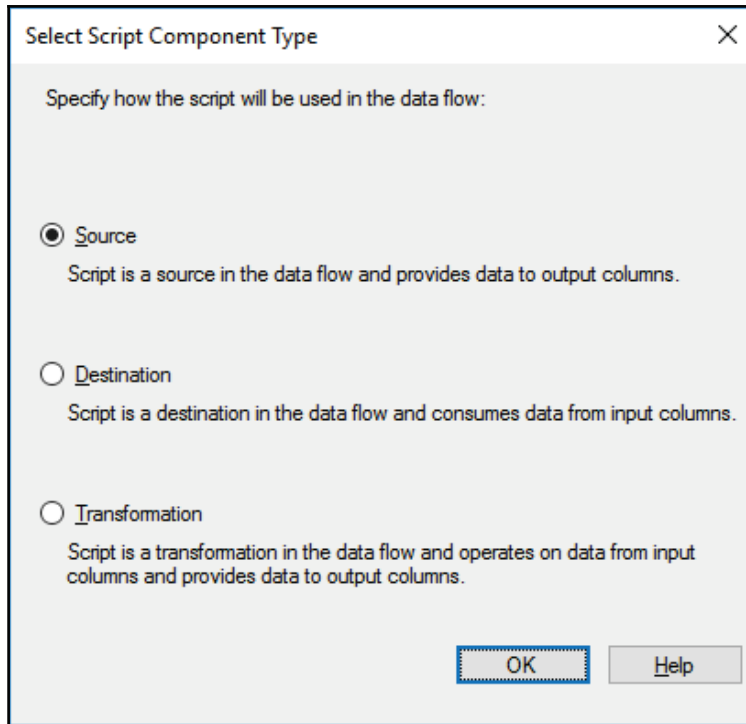 Select Script Component Type
Specify how the script will be used in the data flow:
Source
Script is a source in the data flow and provides data to output columns.
Destination
Script is a destination in the data flow and consumes data from input columns.
Transformation
Script is a transformation in the data flow and operates on data from input
columns and provides data to output columns.
OK Help